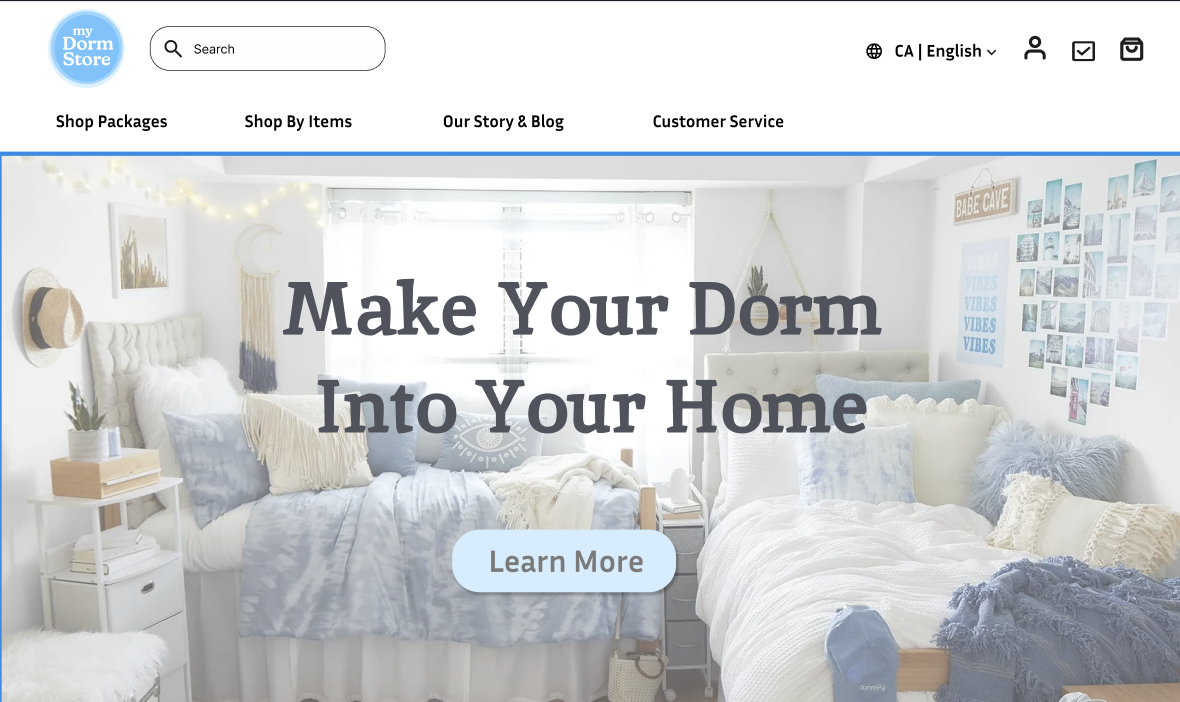 my
Dorm
Store
Search
CA | English
Shop Packages
Shop By Items
Our Story & Blog
Customer Service
BABE CAVE
VIBES
VIBES
VIBES
VIBES
Make Your Dorm
Into Your Home
Learn More
dormify